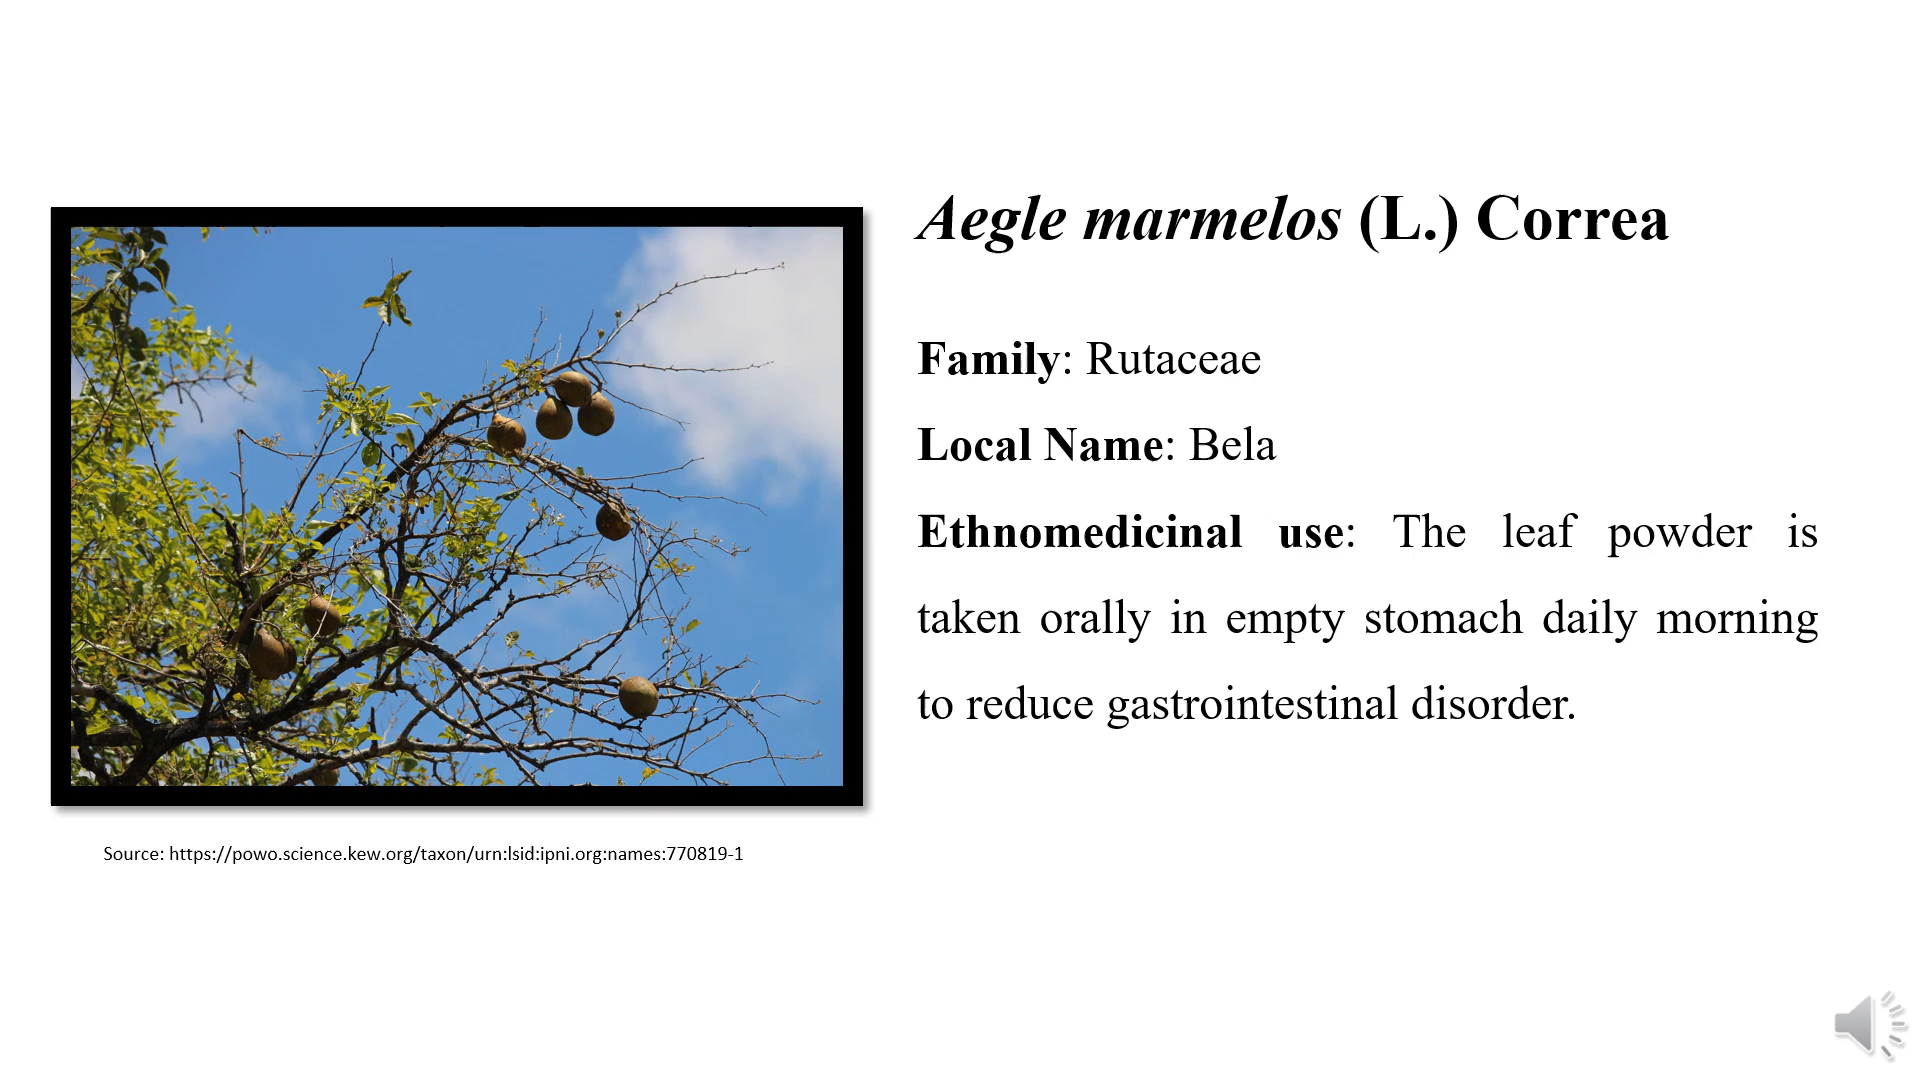 Aegle marmelos (L.) Correa
Family: Rutaceae
Local Name: Bela
Ethnomedicinal use: The leaf powder is
taken orally in empty stomach daily morning
to reduce gastrointestinal disorder.
Source: https://powo.science.kew.org/taxon/urn:lsid:ipni.org:names:770819-1